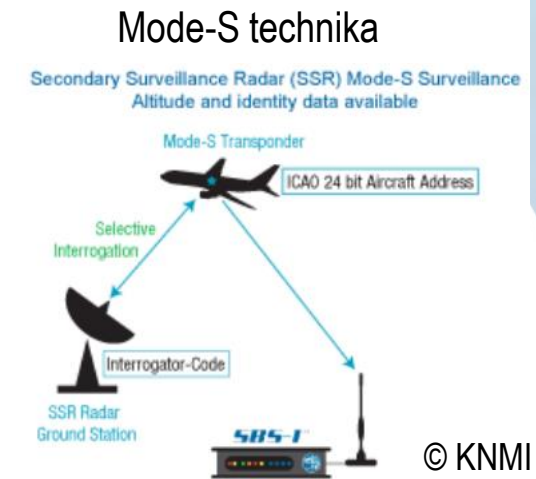 Mode-S technika
Secondary Surveillance Radar (SSR) Mode-S Surveillance
Altitude and identity data available
Mode-S Transponder
ICAO 24 bit Aircraft Address
Selective
Interrogation
Interrogator-Code
SSR Radar
Ground Station
SBS-1
© KNMI